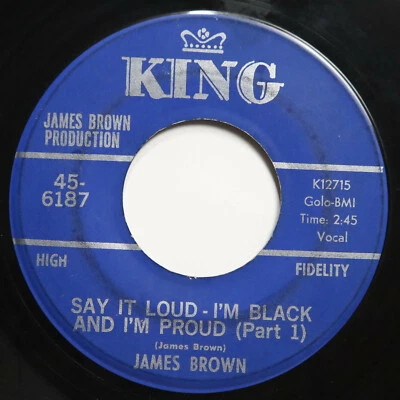 KING
JAMES BROWN
PRODUCTION
45-
6187
K12715
Golo-BMI
Time: 2:45
Vocal
HIGH
FIDELITY
SAY IT LOUD - I'M BLACK
AND I'M PROUD (Part 1)
(James Brown)
JAMES BROWN